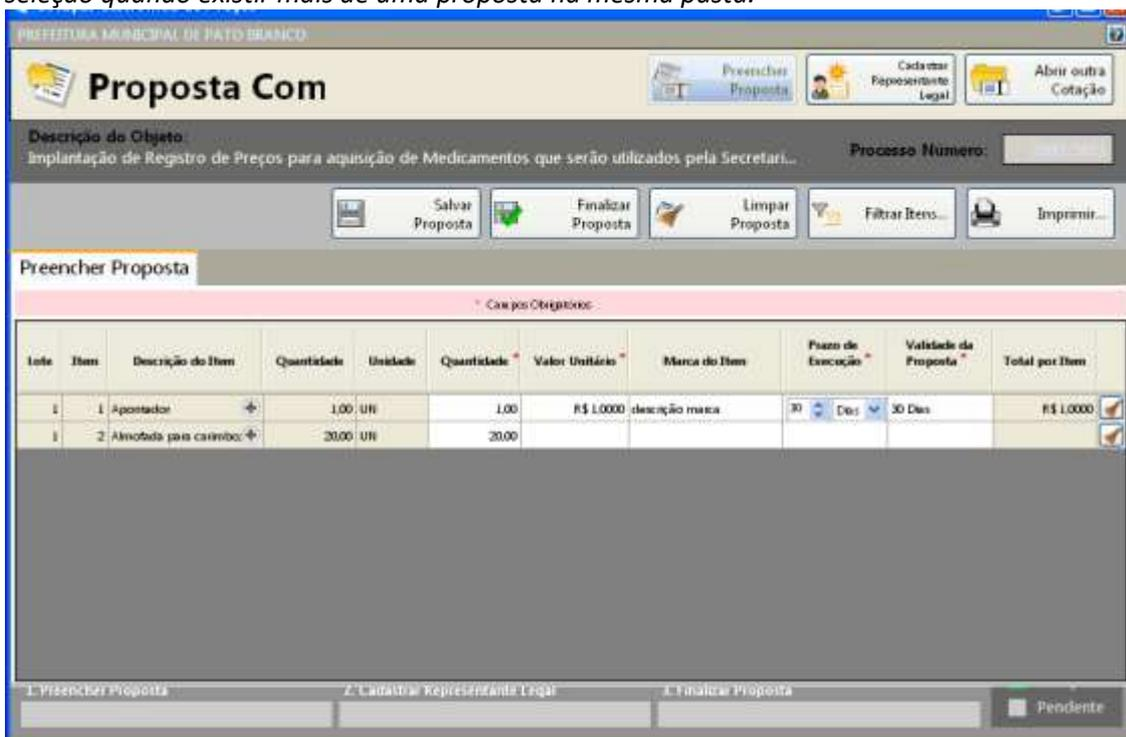 seleção quando existir mais de uma proposta na mesma pasta.
PREFEITURA MUNICIPAL DE PATO BRANCO
Proposta Com
Preencher Proposta
Cadastrar Representante Legal
Abrir outra Cotação
Descrição do Objeto:
Implantação de Registro de Preços para aquisição de Medicamentos que serão utilizados pela Secretari...
Processo Número:
Salvar Proposta
Finalizar Proposta
Limpar Proposta
Filtrar Itens...
Imprimir...
Preencher Proposta
* Campos Obrigatórios
Lote Item Descrição do Item Quantidade Unidade Quantidade * Valor Unitário * Marca do Item Prazo de Execução * Validade da Proposta * Total por Item
1 1 Apontador 1,00 UN 1,00 R$ 1,0000 descrição marca 30 Dias 30 Dias R$ 1,0000
1 2 Almofada para carimbo: 20,00 UN 20,00
1. Preencher Proposta 2. Cadastrar Representante Legal 3. Finalizar Proposta
Pendente